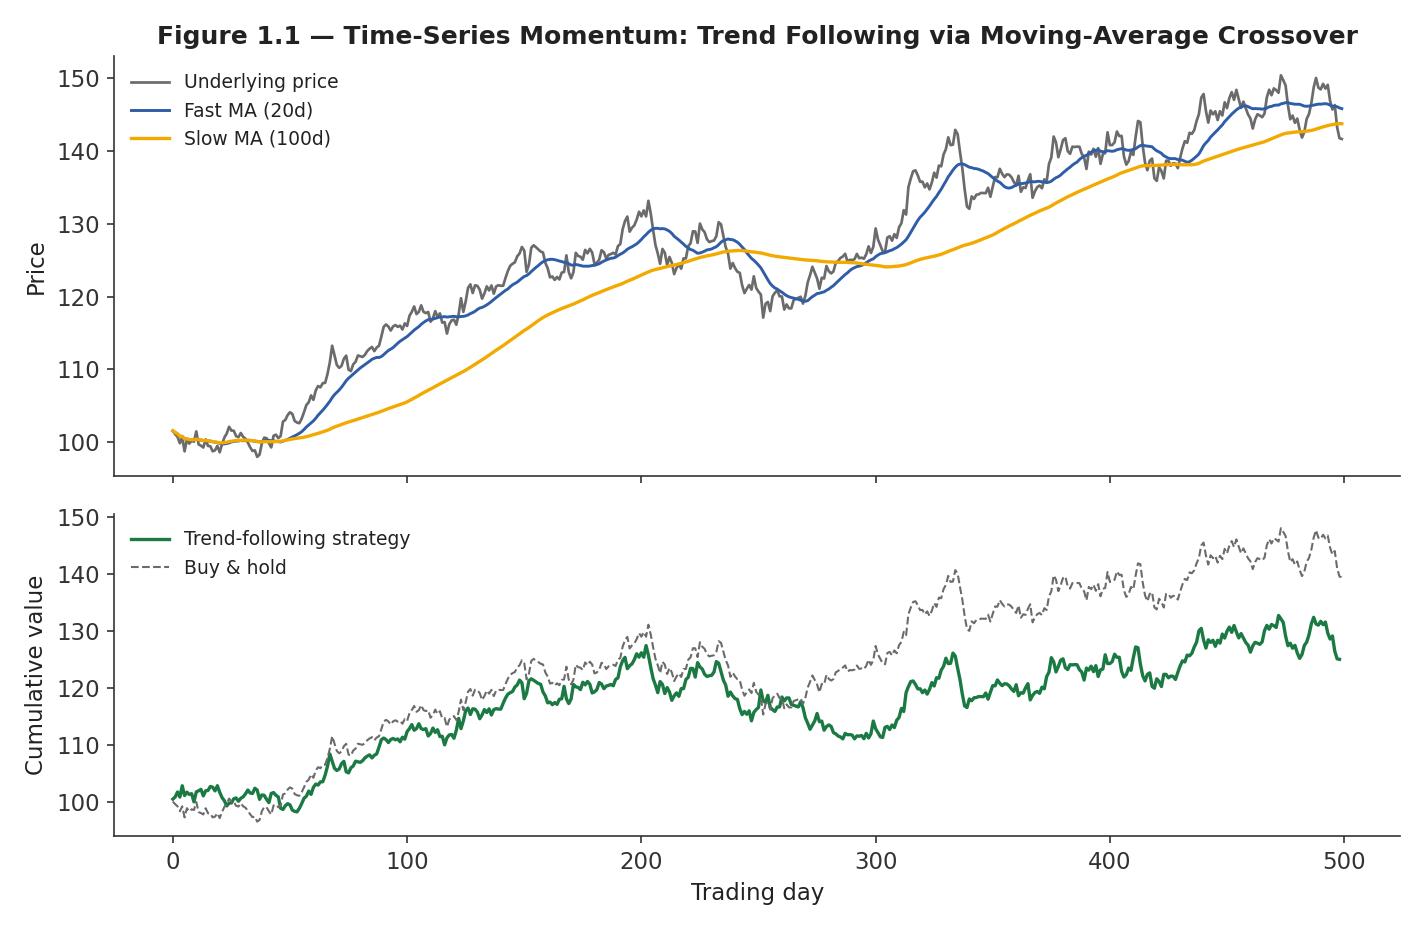 Figure 1.1 — Time-Series Momentum: Trend Following via Moving-Average Crossover
Underlying price
Fast MA (20d)
Slow MA (100d)
Price
150
140
130
120
110
100
Trend-following strategy
Buy & hold
Cumulative value
150
140
130
120
110
100
0 100 200 300 400 500
Trading day